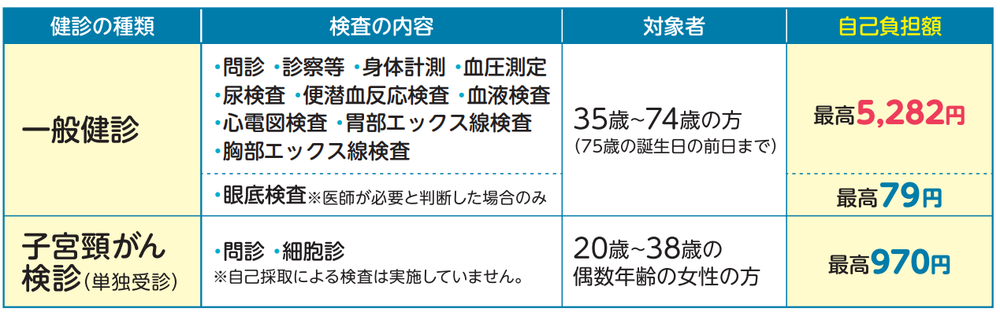 健診の種類 検査の内容 対象者 自己負担額
一般健診
・問診 ・診察等 ・身体計測 ・血圧測定
・尿検査 ・便潜血反応検査 ・血液検査
・心電図検査 ・胃部エックス線検査
・胸部エックス線検査
35歳~74歳の方
(75歳の誕生日の前日まで)
最高5,282円
・眼底検査※医師が必要と判断した場合のみ
最高79円
子宮頸がん
検診(単独受診)
・問診 ・細胞診
※自己採取による検査は実施していません。
20歳~38歳の
偶数年齢の女性の方
最高970円